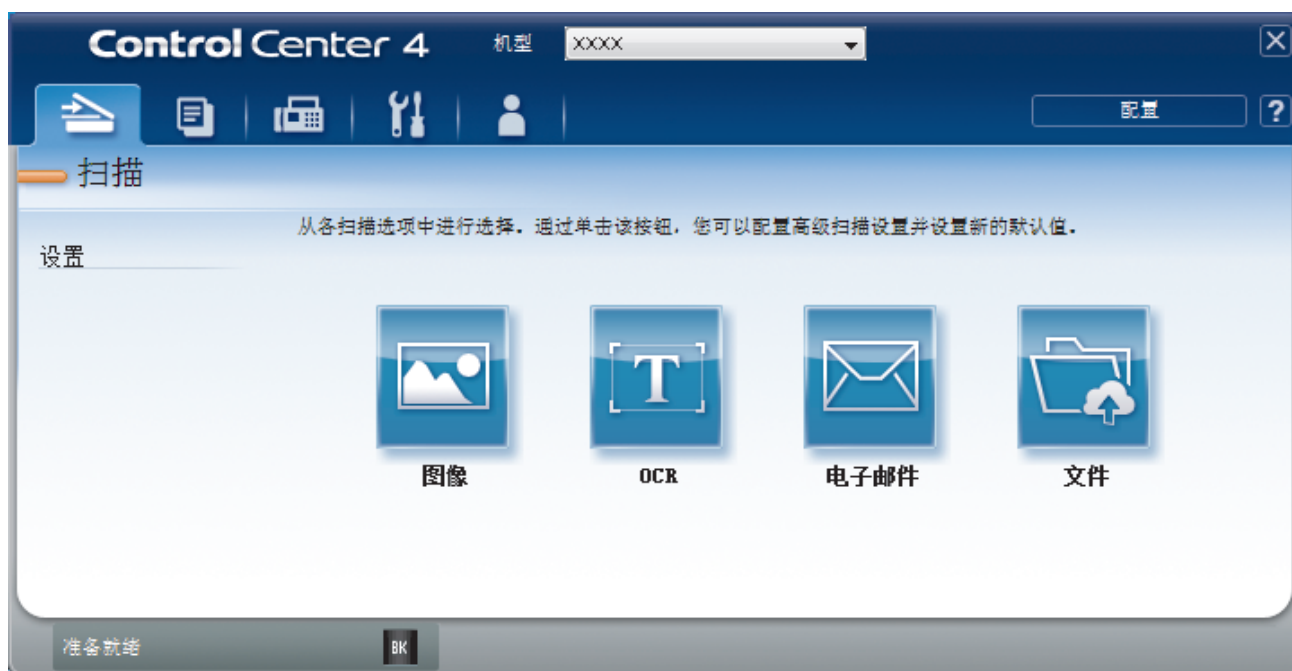 Control Center 4 机型 XXXX
配置 ?
扫描
从各扫描选项中进行选择。通过单击该按钮，您可以配置高级扫描设置并设置新的默认值。
设置
T
图像 OCR 电子邮件 文件
准备就绪 BK